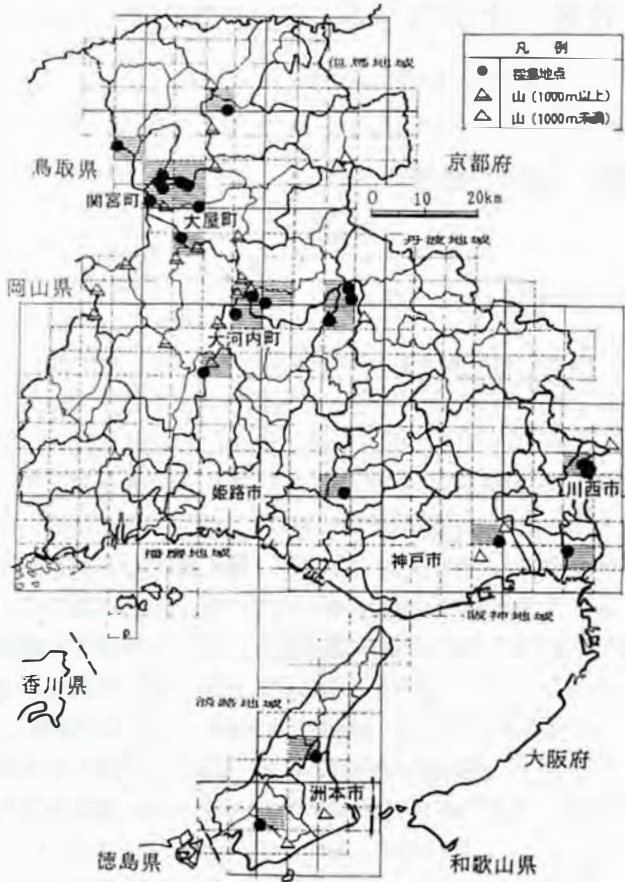 凡 例
採集地点
山 (1000m以上)
山 (1000m未満)
但馬地域
鳥取県
京都府
関宮町
大屋町
0 10 20km
丹波地域
岡山県
大河内町
姫路市
川西市
播磨地域
神戸市
阪神地域
香川県
淡路地域
洲本市
大阪府
徳島県
和歌山県